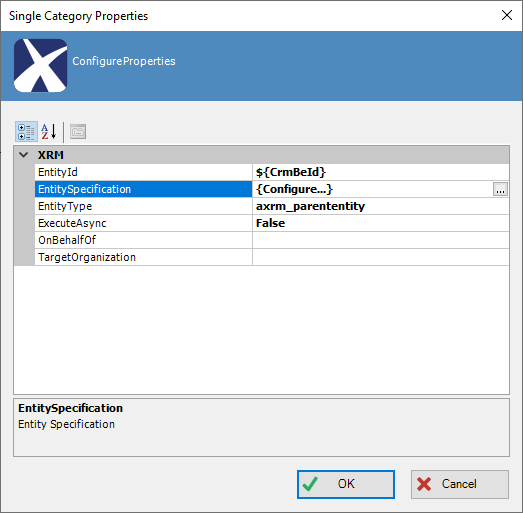 Single Category Properties
ConfigureProperties
XRM
EntityId ${CrmBeId}
EntitySpecification {Configure...} ...
EntityType axrm_parententity
ExecuteAsync False
OnBehalfOf
TargetOrganization
EntitySpecification
Entity Specification
OK Cancel